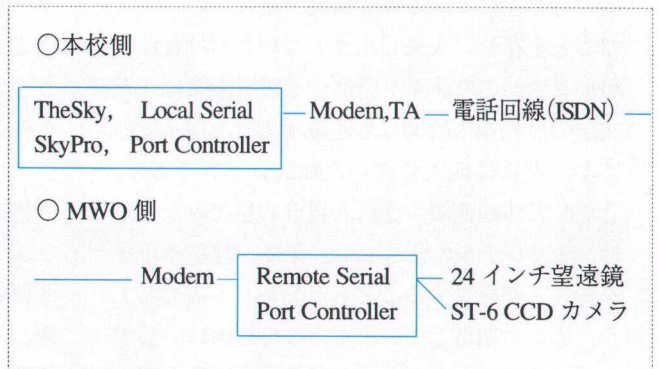 ○本校側
TheSky, Local Serial
SkyPro, Port Controller
Modem,TA
電話回線(ISDN)
○ MWO 側
Modem
Remote Serial
Port Controller
24 インチ望遠鏡
ST-6 CCD カメラ